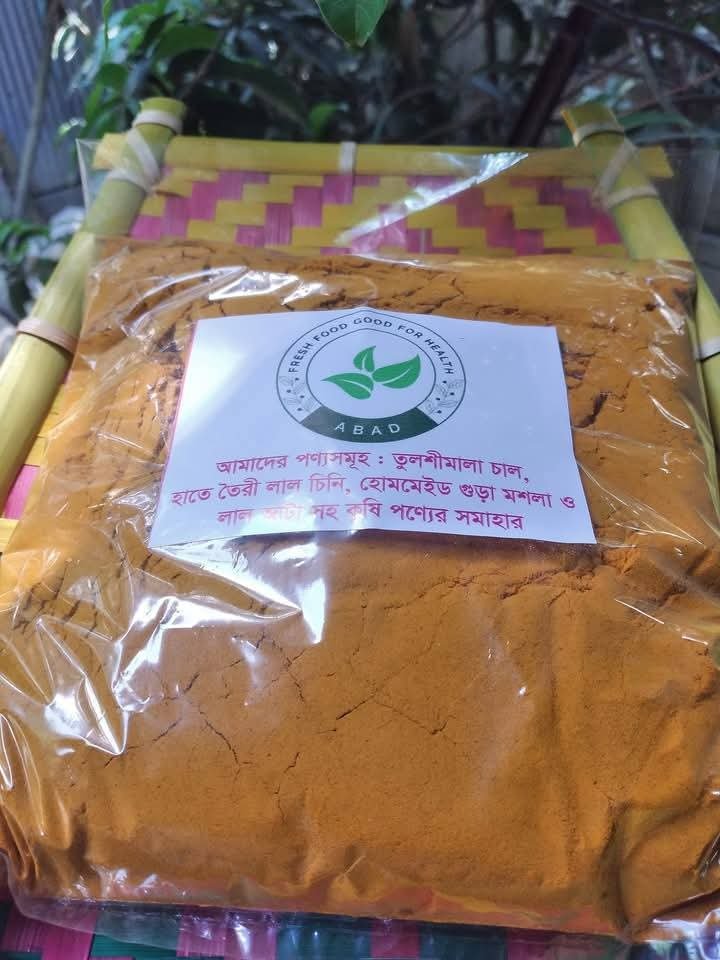 FRESH FOOD GOOD FOR HEALTH
ABAD
আমাদের পণ্যসমূহ : তুলশীমালা চাল,
হাতে তৈরী লাল চিনি, হোমমেইড গুড়া মশলা ও
লাল আটা সহ কৃষি পণ্যের সমাহার